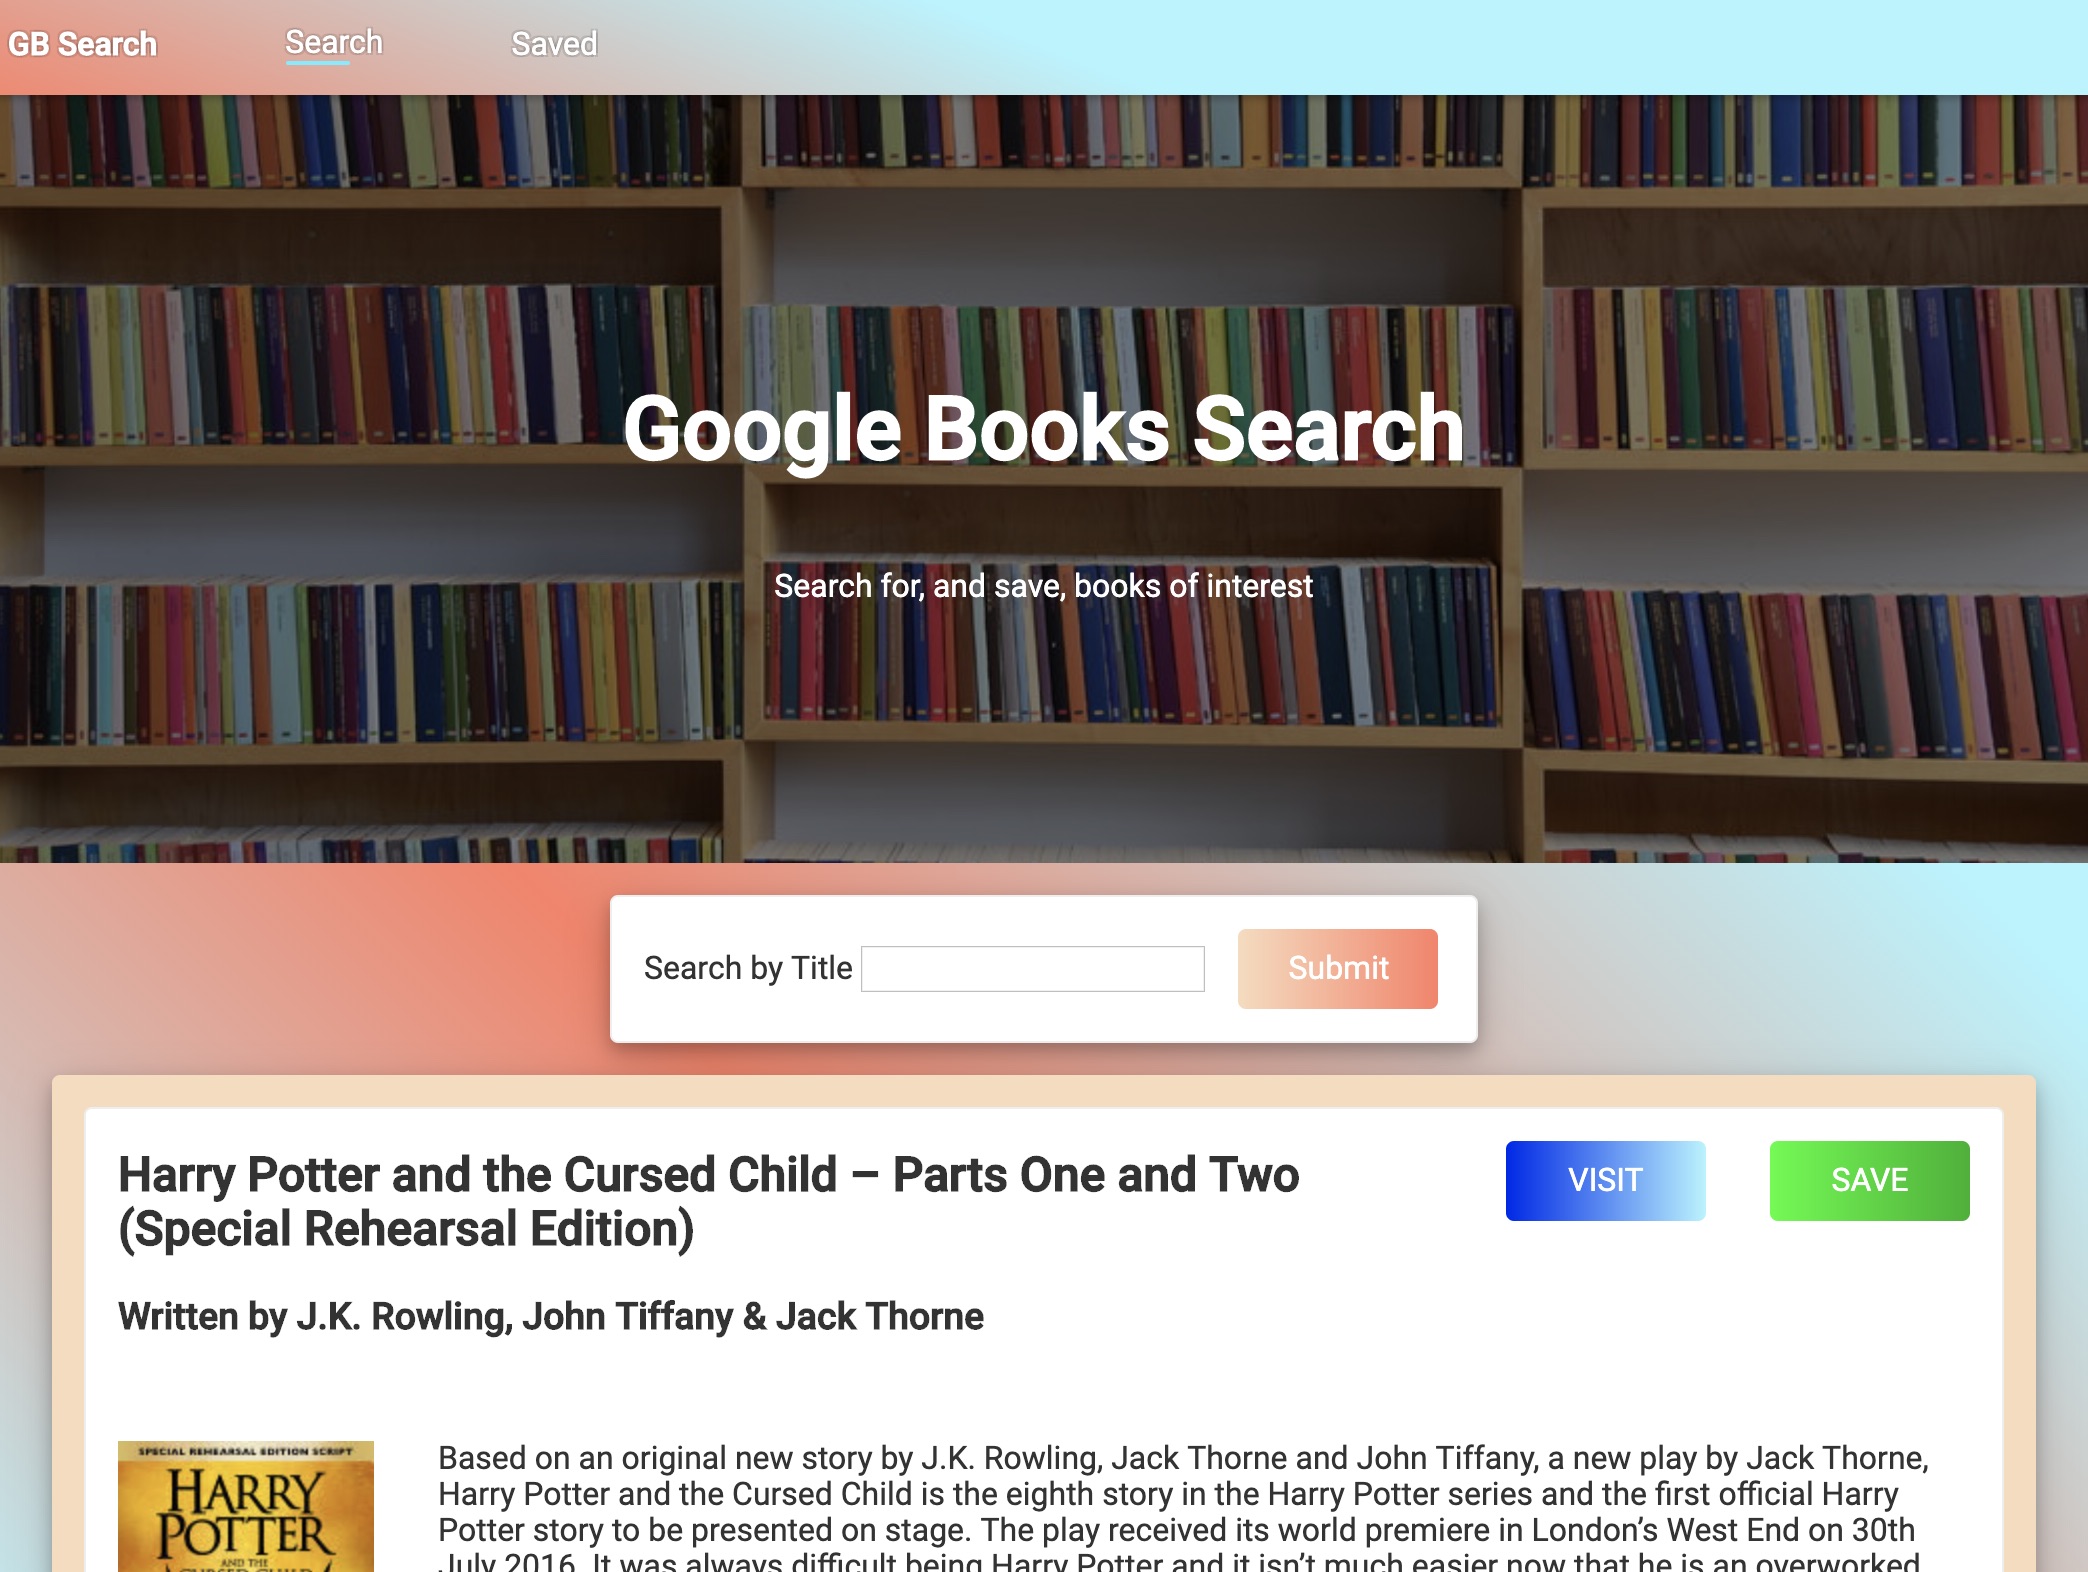 GB Search
Search
Saved
Google Books Search
Search for, and save, books of interest
Search by Title
Submit
Harry Potter and the Cursed Child – Parts One and Two
(Special Rehearsal Edition)
VISIT
SAVE
Written by J.K. Rowling, John Tiffany & Jack Thorne
SPECIAL REHEARSAL EDITION SCRIPT
HARRY
POTTER
AND THE
CURSED CHILD
Based on an original new story by J.K. Rowling, Jack Thorne and John Tiffany, a new play by Jack Thorne,
Harry Potter and the Cursed Child is the eighth story in the Harry Potter series and the first official Harry
Potter story to be presented on stage. The play received its world premiere in London’s West End on 30th
July 2016. It was always difficult being Harry Potter and it isn’t much easier now that he is an overworked